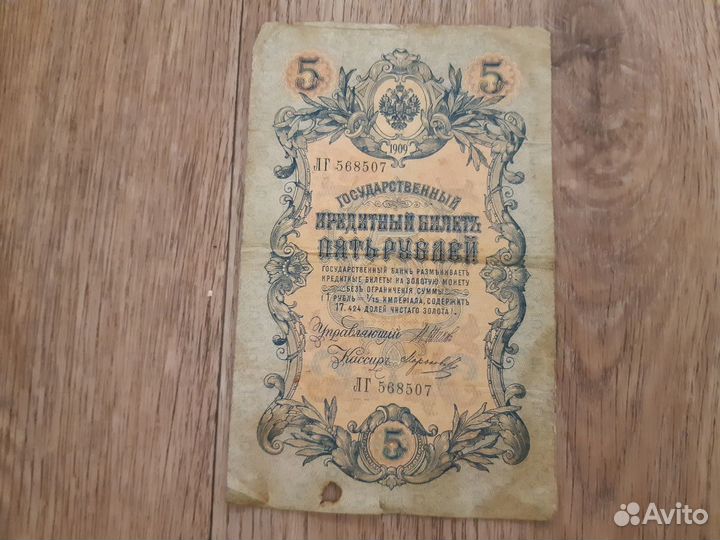 5 5
1909
ЛГ 568507
ГОСУДАРСТВЕННЫЙ
КРЕДИТНЫЙ БИЛЕТЪ
ПЯТЬ РУБЛЕЙ
ГОСУДАРСТВЕННЫЙ БАНКЪ РАЗМѢНИВАЕТЪ
КРЕДИТНЫЕ БИЛЕТЫ НА ЗОЛОТУЮ МОНЕТУ
БЕЗЪ ОГРАНИЧЕНІЯ СУММЫ
(1 РУБЛЬ = 1/15 ИМПЕРІАЛА, СОДЕРЖИТЪ
17,424 ДОЛЕЙ ЧИСТАГО ЗОЛОТА).
Управляющій
Кассиръ
ЛГ 568507
5
Avito